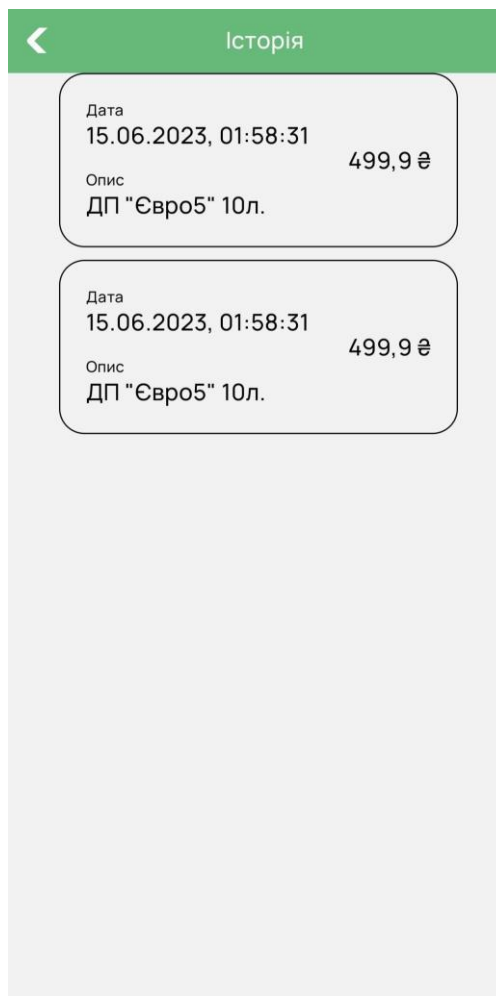 Історія
Дата
15.06.2023, 01:58:31
499,9 ₴
Опис
ДП "Євро5" 10л.
Дата
15.06.2023, 01:58:31
499,9 ₴
Опис
ДП "Євро5" 10л.